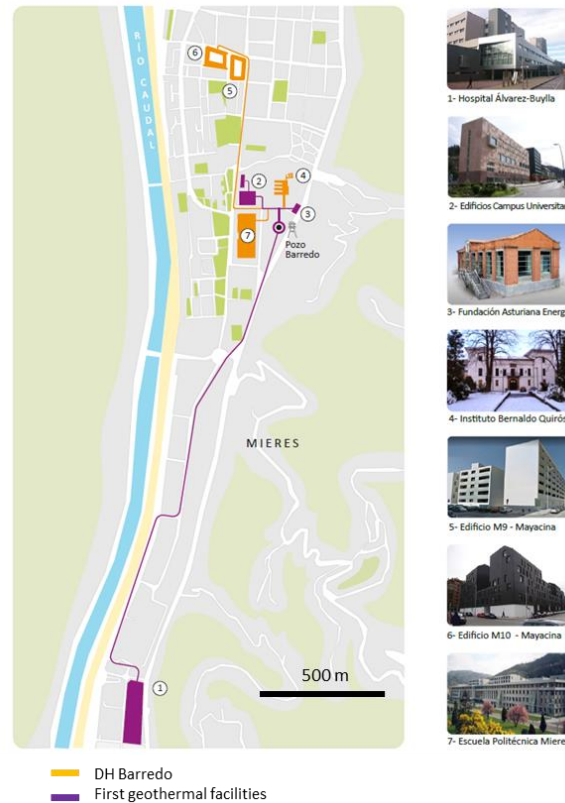 RÍO CAUDAL
6
5
4
2
3
7
Pozo
Barredo
MIERES
500 m
1
DH Barredo
First geothermal facilities
1- Hospital Álvarez-Buylla
2- Edificios Campus Universitar
3- Fundación Asturiana Energ
4- Instituto Bernaldo Quirós
5- Edificio M9 - Mayacina
6- Edificio M10 - Mayacina
7- Escuela Politécnica Miere